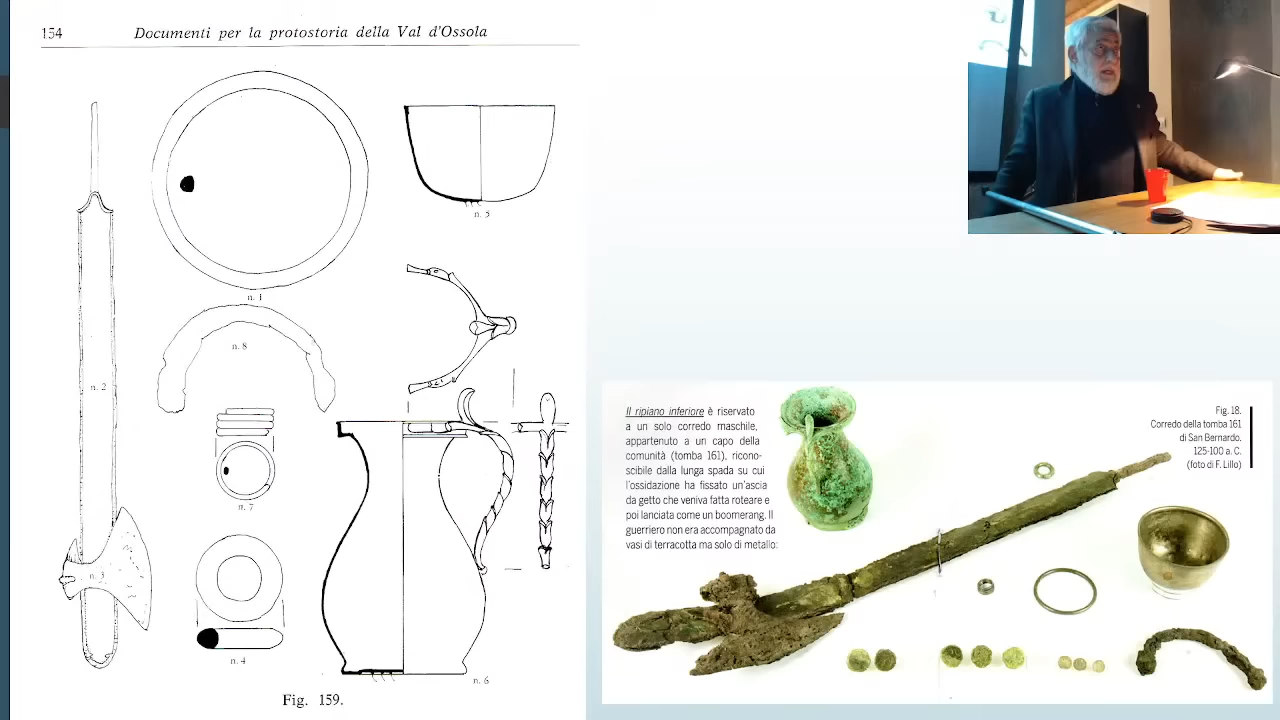 154
Documenti per la protostoria della Val d'Ossola
n. 1
n. 5
n. 8
n. 2
n. 7
n. 3
n. 4
n. 6
Fig. 159.
Il ripiano inferiore è riservato
a un solo corredo maschile,
appartenuto a un capo della
comunità (tomba 161), ricono-
scibile dalla lunga spada su cui
l'ossidazione ha fissato un'ascia
da getto che veniva fatta roteare e
poi lanciata come un boomerang. Il
guerriero non era accompagnato da
vasi di terracotta ma solo di metallo:
Fig. 18.
Corredo della tomba 161
di San Bernardo.
125-100 a. C.
(foto di F. Lillo)